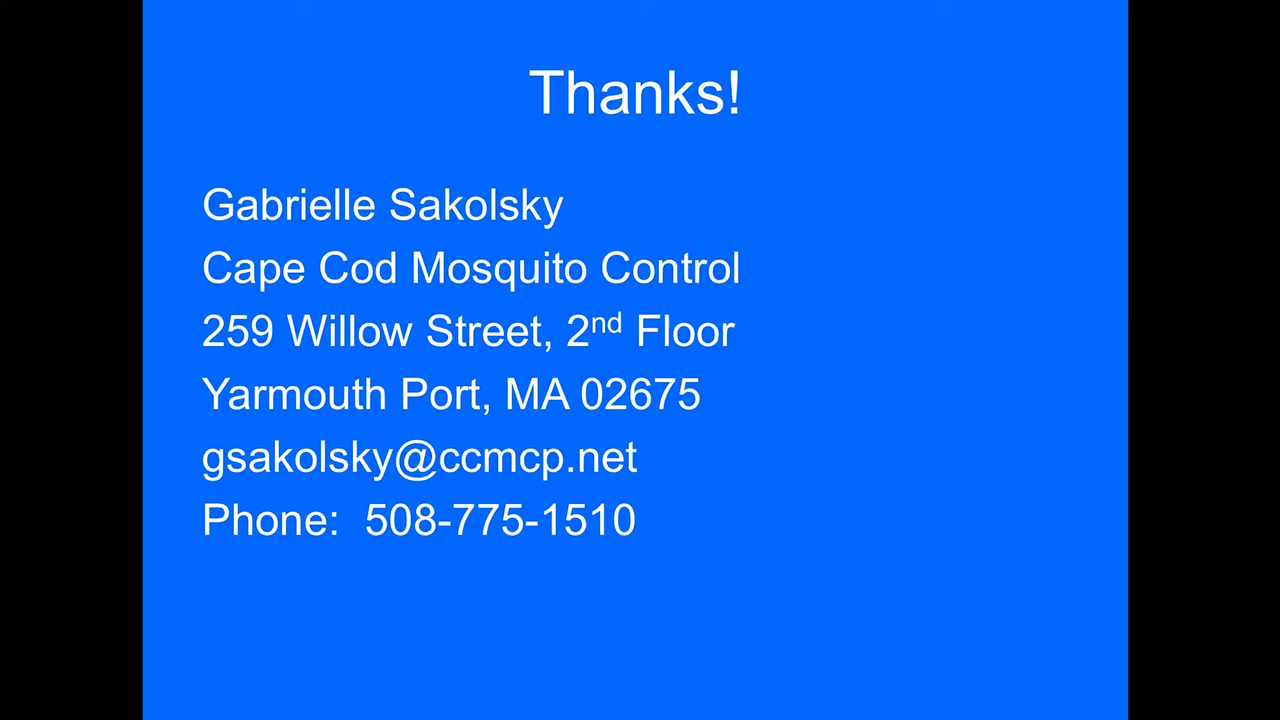 Thanks!
Gabrielle Sakolsky
Cape Cod Mosquito Control
259 Willow Street, 2nd Floor
Yarmouth Port, MA 02675
gsakolsky@ccmcp.net
Phone:  508-775-1510